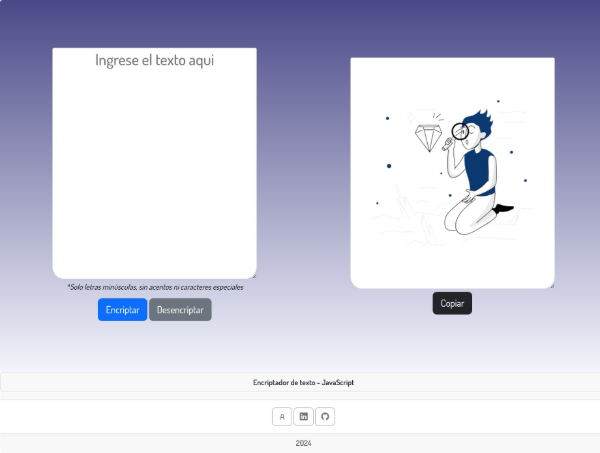 Ingrese el texto aqui
*Solo letras minúsculas, sin acentos ni caracteres especiales
Encriptar Desencriptar
Copiar
Encriptador de texto - JavaScript
2024